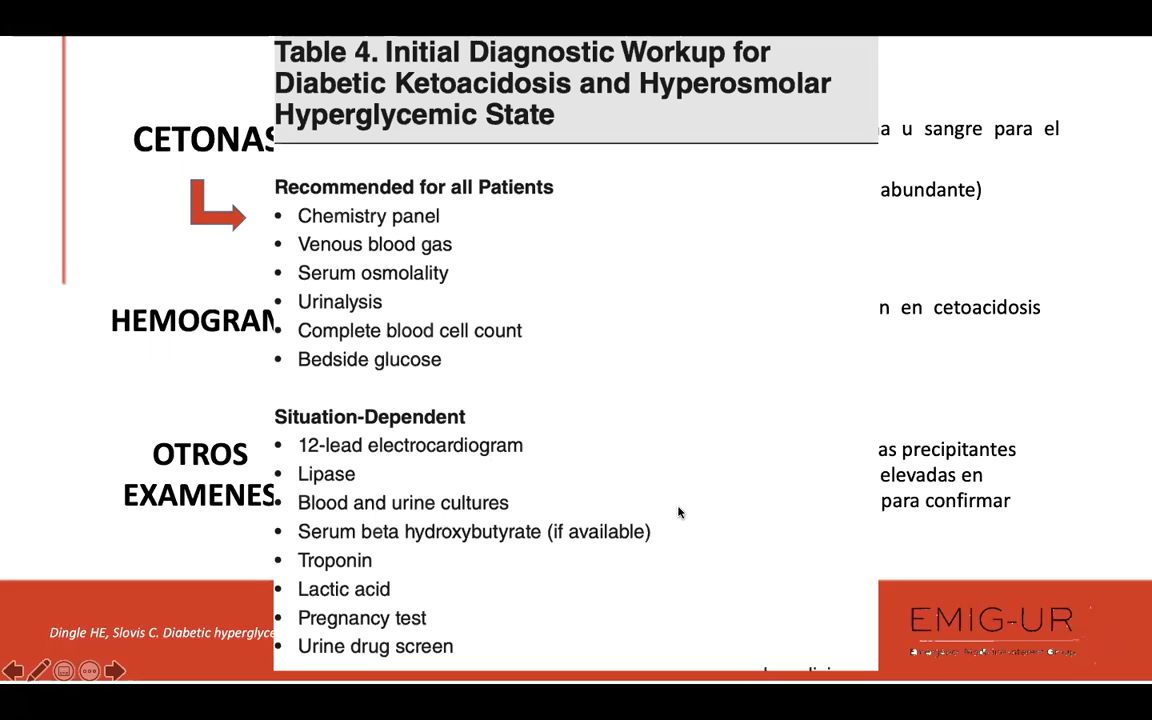 Table 4. Initial Diagnostic Workup for
Diabetic Ketoacidosis and Hyperosmolar
Hyperglycemic State
CETONAS
a u sangre para el
abundante)
Recommended for all Patients
• Chemistry panel
• Venous blood gas
• Serum osmolality
• Urinalysis
• Complete blood cell count
• Bedside glucose
HEMOGRAM
n en cetoacidosis
Situation-Dependent
• 12-lead electrocardiogram
• Lipase
• Blood and urine cultures
• Serum beta hydroxybutyrate (if available)
• Troponin
• Lactic acid
• Pregnancy test
• Urine drug screen
OTROS
EXAMENES
as precipitantes
elevadas en
para confirmar
Dingle HE, Slovis C. Diabetic hyperglyce
EMIG-UR